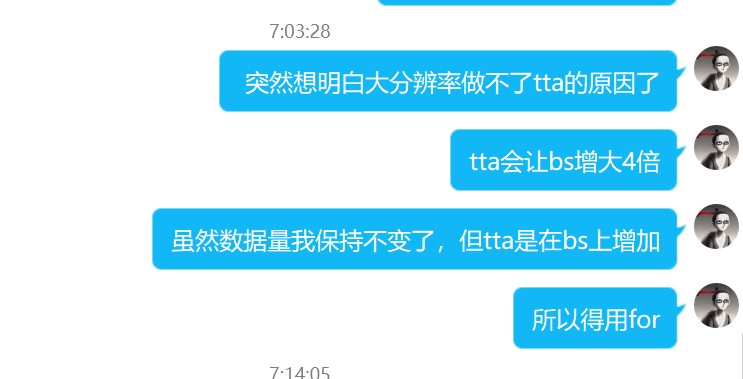 7:03:28
突然想明白大分辨率做不了tta的原因了
tta会让bs增大4倍
虽然数据量我保持不变了，但tta是在bs上增加
所以得用for
7:14:05